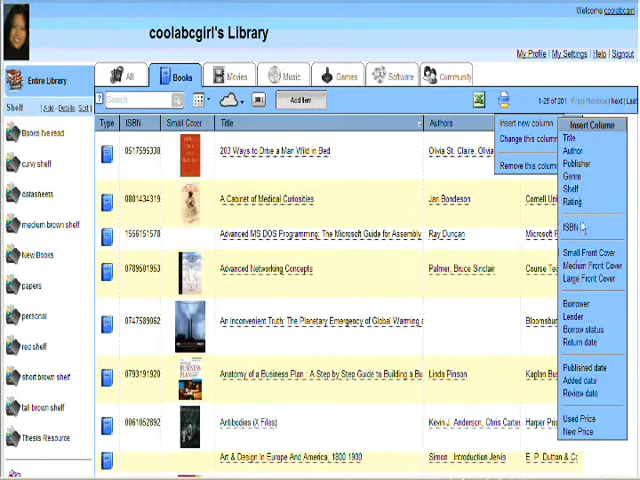 Welcome coolabcgirl
coolabcgirl's Library
My Profile | My Settings | Help | Signout
Entire Library
All
Books
Movies
Music
Games
Software
Community
Shelf [ Add - Details Sort ]
? Search
Add Item
1-25 of 201 First | Previous | Next | Last
Type ISBN Small Cover Title Authors
Insert new column
Change this column
Remove this column
Insert Column
Title
Author
Publisher
Genre
Shelf
Rating
ISBN
Small Front Cover
Medium Front Cover
Large Front Cover
Borrower
Lender
Borrow status
Return date
Published date
Added date
Review date
Used Price
New Price
Books I've read
curvy shelf
datasheets
medium brown shelf
New Books
papers
personal
red shelf
short brown shelf
tall brown shelf
Thesis Resource
0517595338 203 Ways to Drive a Man Wild in Bed Olivia St. Claire, Olivia
0801434319 A Cabinet of Medical Curiosities Jan Bondeson Cornell Uni
1556151578 Advanced MS DOS Programming: The Microsoft Guide for Assembly Ray Duncan Microsoft F
0789501953 Advanced Networking Concepts Palmer, Bruce Sinclair Course Tec
0747589062 An Inconvenient Truth: The Planetary Emergency of Global Warming a Bloomsbur
0793191920 Anatomy of a Business Plan : A Step by Step Guide to Building a Bu Linda Pinson Kaplan Bus
0061052892 Antibodies (X Files) Kevin J. Anderson, Chris Carter Harper Pris
Art & Design In Europe And America, 1800 1900 Simon Introduction Jervis E. P. Dutton & Co